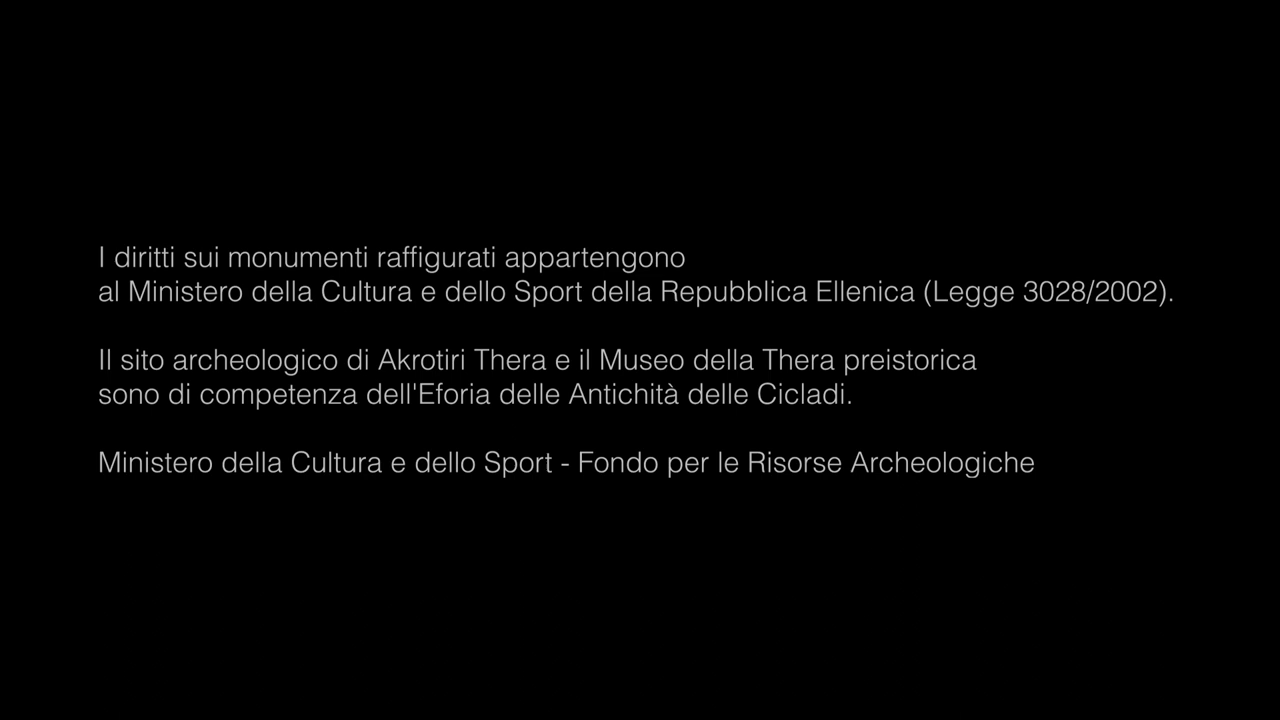 I diritti sui monumenti raffigurati appartengono
al Ministero della Cultura e dello Sport della Repubblica Ellenica (Legge 3028/2002).
Il sito archeologico di Akrotiri Thera e il Museo della Thera preistorica
sono di competenza dell'Eforia delle Antichità delle Cicladi.
Ministero della Cultura e dello Sport - Fondo per le Risorse Archeologiche